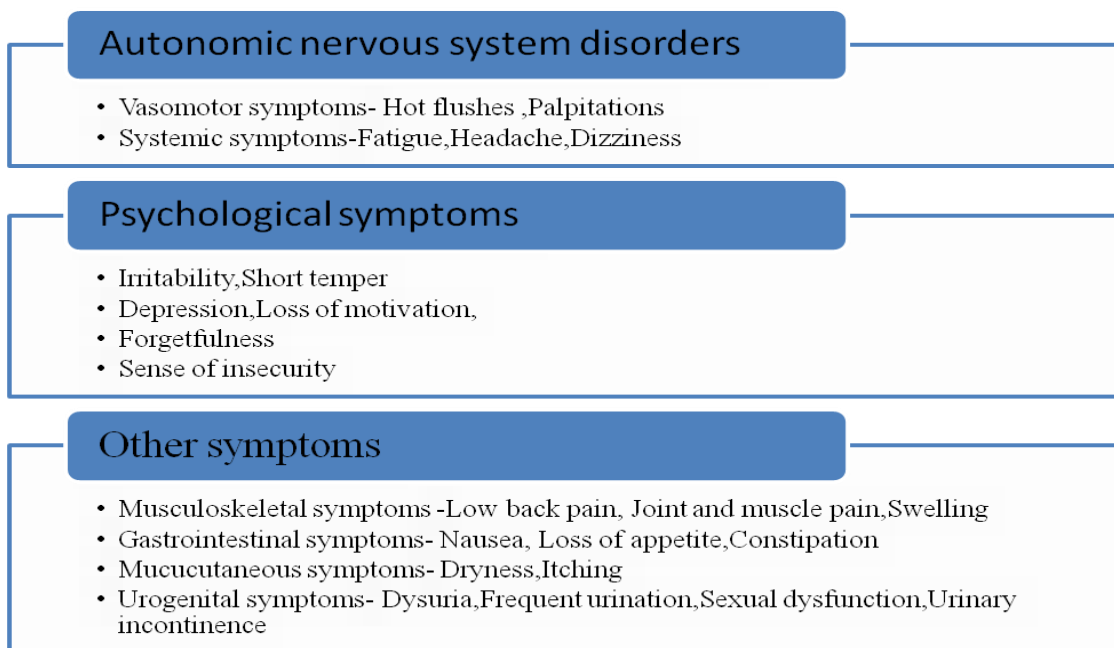 Autonomic nervous system disorders
• Vasomotor symptoms- Hot flushes ,Palpitations
• Systemic symptoms-Fatigue,Headache,Dizziness
Psychological symptoms
• Irritability,Short temper
• Depression,Loss of motivation,
• Forgetfulness
• Sense of insecurity
Other symptoms
• Musculoskeletal symptoms -Low back pain, Joint and muscle pain,Swelling
• Gastrointestinal symptoms- Nausea, Loss of appetite,Constipation
• Mucucutaneous symptoms- Dryness,Itching
• Urogenital symptoms- Dysuria,Frequent urination,Sexual dysfunction,Urinary
incontinence